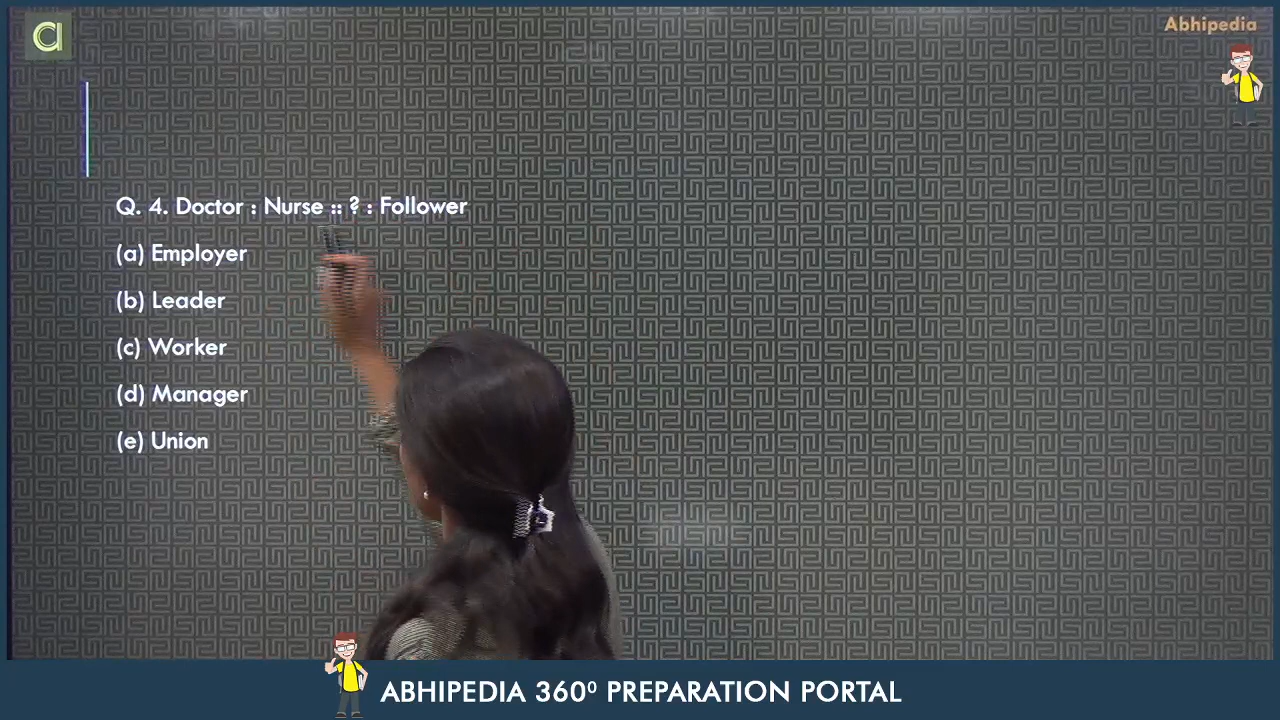 Abhipedia
Q. 4. Doctor : Nurse :: ? : Follower
(a) Employer
(b) Leader
(c) Worker
(d) Manager
(e) Union
ABHIPEDIA 360⁰ PREPARATION PORTAL